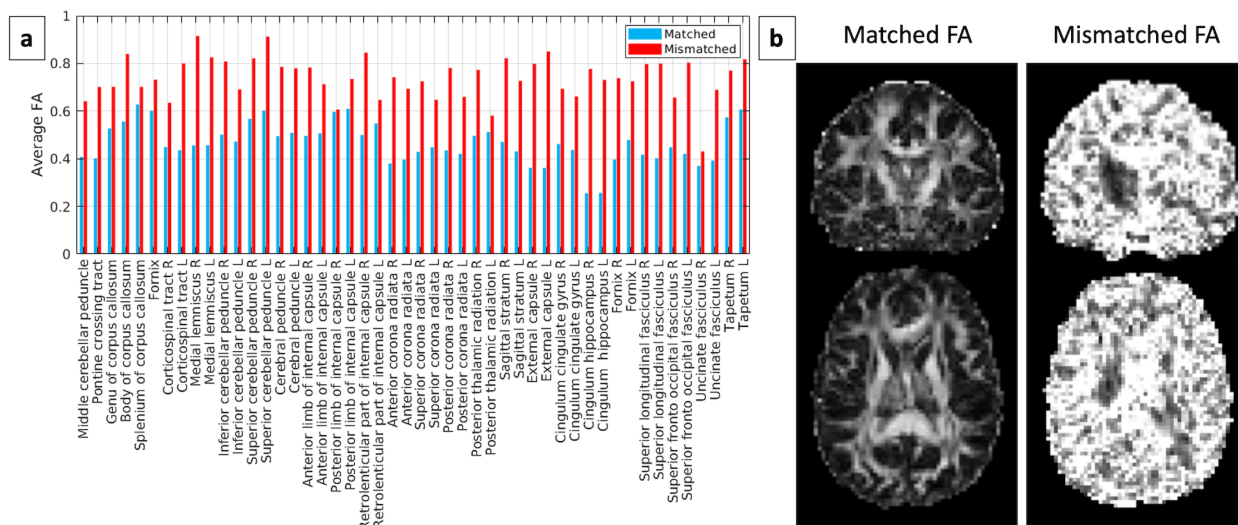 a
1
0.8
0.6
0.4
0.2
0
Average FA
Matched
Mismatched
Middle cerebellar peduncle
Pontine crossing tract
Genu of corpus callosum
Body of corpus callosum
Splenium of corpus callosum
Fornix
Corticospinal tract R
Corticospinal tract L
Medial lemniscus R
Medial lemniscus L
Inferior cerebellar peduncle R
Inferior cerebellar peduncle L
Superior cerebellar peduncle R
Superior cerebellar peduncle L
Cerebral peduncle R
Cerebral peduncle L
Anterior limb of internal capsule R
Anterior limb of internal capsule L
Posterior limb of internal capsule R
Posterior limb of internal capsule L
Retrolenticular part of internal capsule R
Retrolenticular part of internal capsule L
Anterior corona radiata R
Anterior corona radiata L
Superior corona radiata R
Superior corona radiata L
Posterior corona radiata R
Posterior corona radiata L
Posterior thalamic radiation R
Posterior thalamic radiation L
Sagittal stratum R
Sagittal stratum L
External capsule R
External capsule L
Cingulum cingulate gyrus R
Cingulum cingulate gyrus L
Cingulum hippocampus R
Cingulum hippocampus L
Fornix R
Fornix L
Superior longitudinal fasciculus R
Superior longitudinal fasciculus L
Superior fronto occipital fasciculus R
Superior fronto occipital fasciculus L
Uncinate fasciculus R
Uncinate fasciculus L
Tapetum R
Tapetum L
b
Matched FA
Mismatched FA